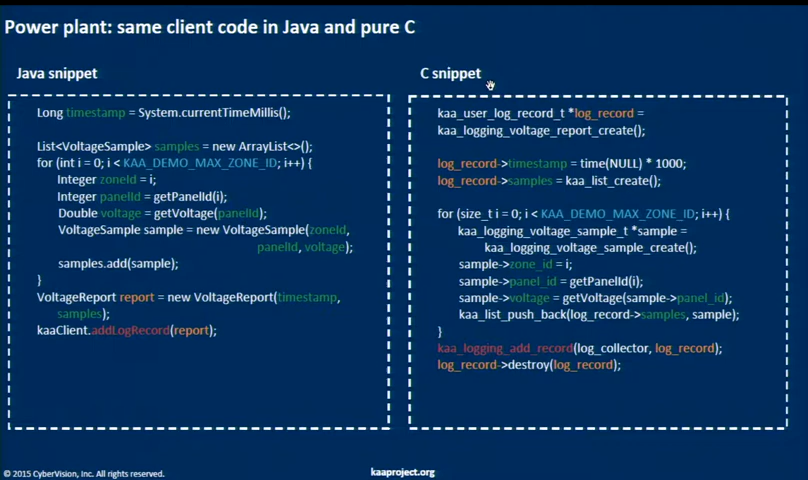 Power plant: same client code in Java and pure C
Java snippet
Long timestamp = System.currentTimeMillis();
List<VoltageSample> samples = new ArrayList<>();
for (int i = 0; i < KAA_DEMO_MAX_ZONE_ID; i++) {
Integer zoneId = i;
Integer panelId = getPanelId(i);
Double voltage = getVoltage(panelId);
VoltageSample sample = new VoltageSample(zoneId,
panelId, voltage);
samples.add(sample);
}
VoltageReport report = new VoltageReport(timestamp,
samples);
kaaClient.addLogRecord(report);
C snippet
kaa_user_log_record_t *log_record =
kaa_logging_voltage_report_create();
log_record->timestamp = time(NULL) * 1000;
log_record->samples = kaa_list_create();
for (size_t i = 0; i < KAA_DEMO_MAX_ZONE_ID; i++) {
kaa_logging_voltage_sample_t *sample =
kaa_logging_voltage_sample_create();
sample->zone_id = i;
sample->panel_id = getPanelId(i);
sample->voltage = getVoltage(sample->panel_id);
kaa_list_push_back(log_record->samples, sample);
}
kaa_logging_add_record(log_collector, log_record);
log_record->destroy(log_record);
© 2015 CyberVision, Inc. All rights reserved.
kaaproject.org